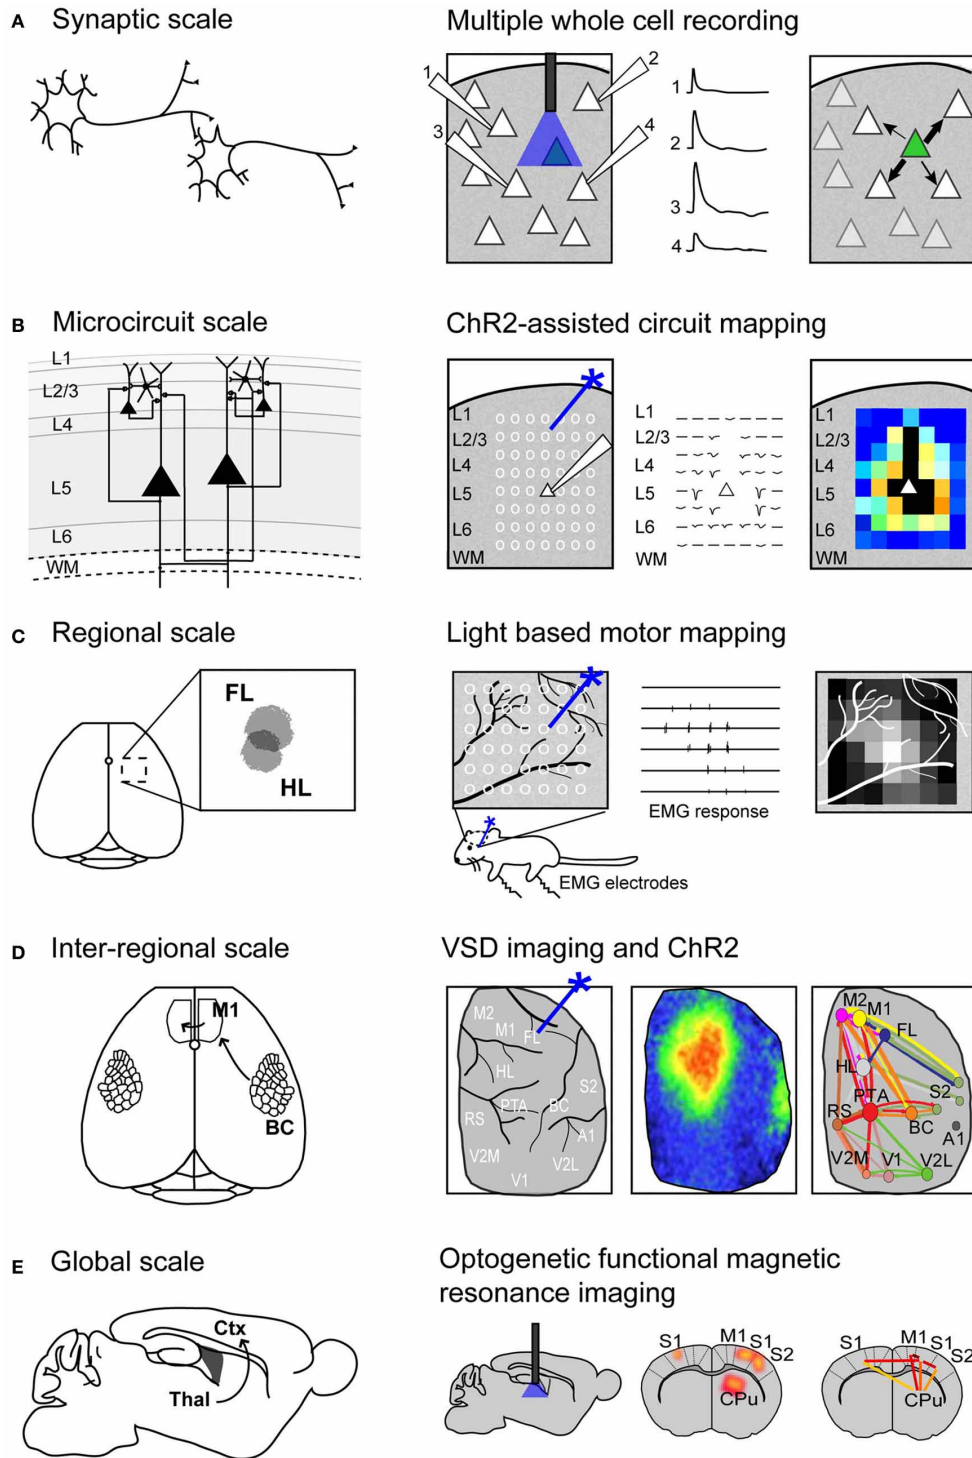 A Synaptic scale
Multiple whole cell recording
1
2
3
4
1
2
3
4
B Microcircuit scale
ChR2-assisted circuit mapping
L1
L2/3
L4
L5
L6
WM
L1
L2/3
L4
L5
L6
WM
L1
L2/3
L4
L5
L6
WM
L1
L2/3
L4
L5
L6
WM
C Regional scale
Light based motor mapping
FL
HL
EMG response
EMG electrodes
D Inter-regional scale
VSD imaging and ChR2
M1
BC
M2
M1
FL
HL
S2
PTA
BC
RS
A1
V2M
V2L
V1
M2
M1
FL
HL
S2
PTA
RS
BC
A1
V2M
V1
V2L
E Global scale
Optogenetic functional magnetic
resonance imaging
Ctx
Thal
S1
M1
S1
S2
CPu
S1
M1
S1
S2
CPu